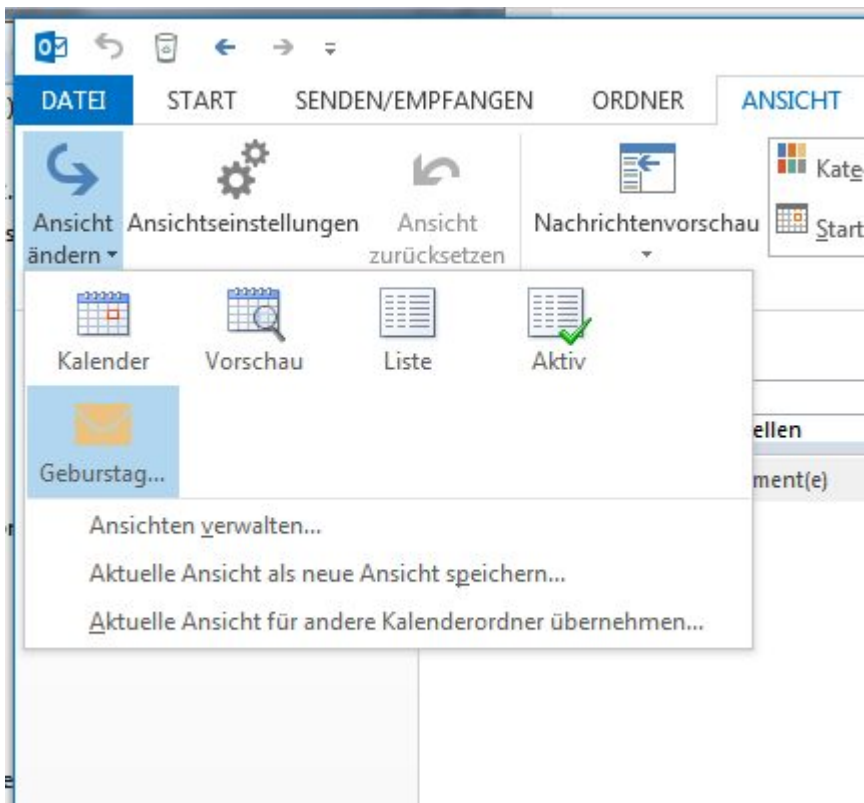 DATEI START SENDEN/EMPFANGEN ORDNER ANSICHT
Ansicht ändern
Ansichtseinstellungen
Ansicht zurücksetzen
Nachrichtenvorschau
Kate
Start
Kalender Vorschau Liste Aktiv
Geburstag...
ellen
ment(e)
Ansichten verwalten...
Aktuelle Ansicht als neue Ansicht speichern...
Aktuelle Ansicht für andere Kalenderordner übernehmen...